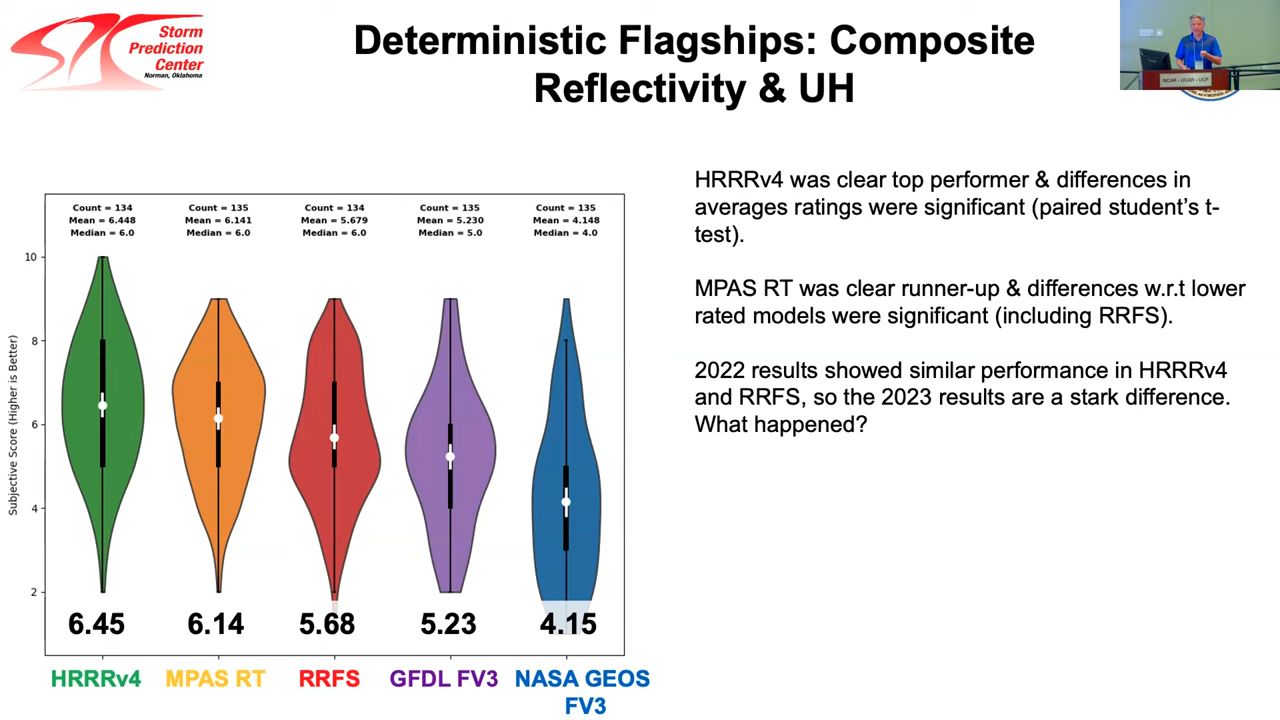 Storm
Prediction
Center
Norman, Oklahoma
Deterministic Flagships: Composite
Reflectivity & UH
NCAR • UCAR • UCP
Count = 134
Mean = 6.448
Median = 6.0
Count = 135
Mean = 6.141
Median = 6.0
Count = 134
Mean = 5.679
Median = 6.0
Count = 135
Mean = 5.230
Median = 5.0
Count = 135
Mean = 4.148
Median = 4.0
Subjective Score (Higher is Better)
10
8
6
4
2
6.45
6.14
5.68
5.23
4.15
HRRRv4
MPAS RT
RRFS
GFDL FV3
NASA GEOS
FV3
HRRRv4 was clear top performer & differences in
averages ratings were significant (paired student’s t-
test).
MPAS RT was clear runner-up & differences w.r.t lower
rated models were significant (including RRFS).
2022 results showed similar performance in HRRRv4
and RRFS, so the 2023 results are a stark difference.
What happened?